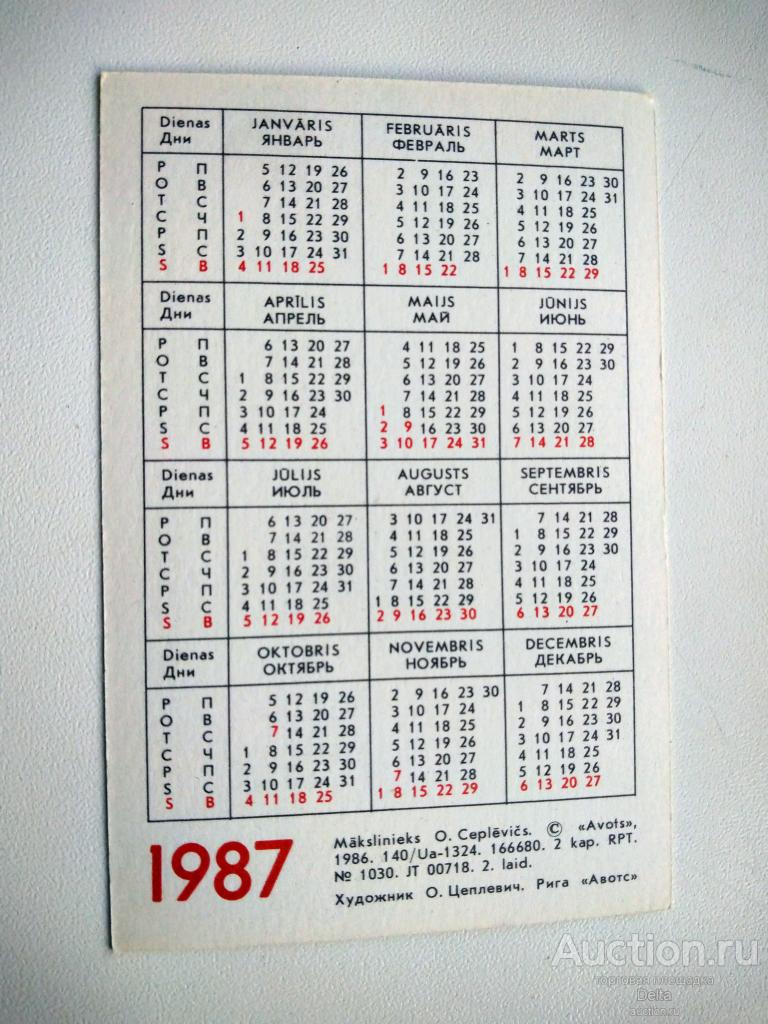 Dienas JANVĀRIS FEBRUĀRIS MARTS
Дни ЯНВАРЬ ФЕВРАЛЬ МАРТ
P П 5 12 19 26 2 9 16 23 2 9 16 23 30
O В 6 13 20 27 3 10 17 24 3 10 17 24 31
T С 7 14 21 28 4 11 18 25 4 11 18 25
C Ч 1 8 15 22 29 5 12 19 26 5 12 19 26
P П 2 9 16 23 30 6 13 20 27 6 13 20 27
S С 3 10 17 24 31 7 14 21 28 7 14 21 28
S В 4 11 18 25 1 8 15 22 1 8 15 22 29
Dienas APRĪLIS MAIJS JŪNIJS
Дни АПРЕЛЬ МАЙ ИЮНЬ
P П 6 13 20 27 4 11 18 25 1 8 15 22 29
O В 7 14 21 28 5 12 19 26 2 9 16 23 30
T С 1 8 15 22 29 6 13 20 27 3 10 17 24
C Ч 2 9 16 23 30 7 14 21 28 4 11 18 25
P П 3 10 17 24 1 8 15 22 29 5 12 19 26
S С 4 11 18 25 2 9 16 23 30 6 13 20 27
S В 5 12 19 26 3 10 17 24 31 7 14 21 28
Dienas JŪLIJS AUGUSTS SEPTEMBRIS
Дни ИЮЛЬ АВГУСТ СЕНТЯБРЬ
P П 6 13 20 27 3 10 17 24 31 7 14 21 28
O В 7 14 21 28 4 11 18 25 1 8 15 22 29
T С 1 8 15 22 29 5 12 19 26 2 9 16 23 30
C Ч 2 9 16 23 30 6 13 20 27 3 10 17 24
P П 3 10 17 24 31 7 14 21 28 4 11 18 25
S С 4 11 18 25 1 8 15 22 29 5 12 19 26
S В 5 12 19 26 2 9 16 23 30 6 13 20 27
Dienas OKTOBRIS NOVEMBRIS DECEMBRIS
Дни ОКТЯБРЬ НОЯБРЬ ДЕКАБРЬ
P П 5 12 19 26 2 9 16 23 30 7 14 21 28
O В 6 13 20 27 3 10 17 24 1 8 15 22 29
T С 7 14 21 28 4 11 18 25 2 9 16 23 30
C Ч 1 8 15 22 29 5 12 19 26 3 10 17 24 31
P П 2 9 16 23 30 6 13 20 27 4 11 18 25
S С 3 10 17 24 31 7 14 21 28 5 12 19 26
S В 4 11 18 25 1 8 15 22 29 6 13 20 27
1987
Mākslinieks O. Ceplēvičs. © «Avots»,
1986. 140/Ua-1324. 166680. 2 kap. RPT.
№ 1030. JT 00718. 2. laid.
Художник О. Цеплевич. Рига «Авотс»
Auction.ru
торговая площадка
Delta
auction.ru